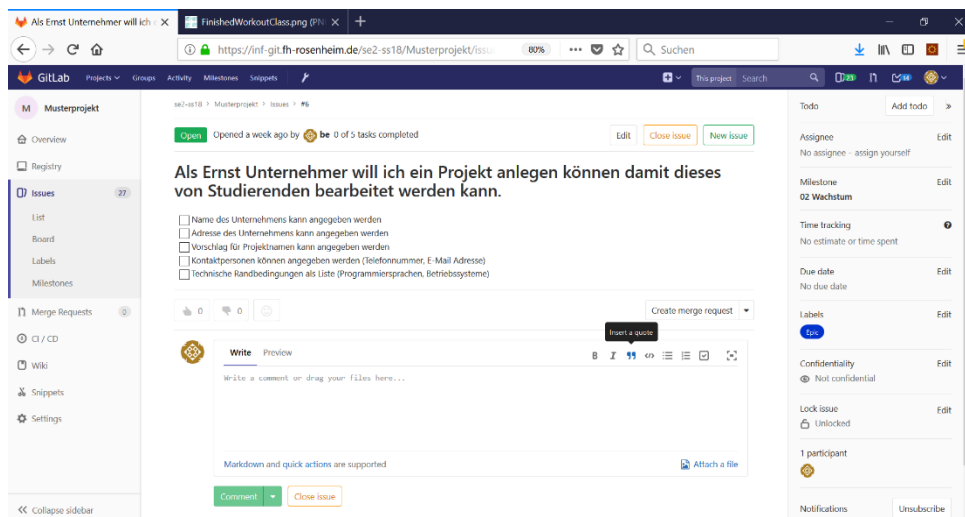 Als Ernst Unternehmer will ich e
FinishedWorkoutClass.png (PN
https://inf-git.fh-rosenheim.de/se2-ss18/Musterprojekt/issu
80%
Suchen
GitLab Projects Groups Activity Milestones Snippets
This project Search
23
14
M Musterprojekt
Overview
Registry
Issues 27
List
Board
Labels
Milestones
Merge Requests 0
CI / CD
Wiki
Snippets
Settings
Collapse sidebar
se2-ss18 > Musterprojekt > Issues > #6
Open Opened a week ago by be 0 of 5 tasks completed
Edit Close issue New issue
Als Ernst Unternehmer will ich ein Projekt anlegen können damit dieses
von Studierenden bearbeitet werden kann.
Name des Unternehmens kann angegeben werden
Adresse des Unternehmens kann angegeben werden
Vorschlag für Projektnamen kann angegeben werden
Kontaktpersonen können angegeben werden (Telefonnummer, E-Mail Adresse)
Technische Randbedingungen als Liste (Programmiersprachen, Betriebssysteme)
0 0
Create merge request
Insert a quote
Write Preview
B I
Write a comment or drag your files here...
Markdown and quick actions are supported
Attach a file
Comment Close issue
Todo Add todo »
Assignee Edit
No assignee - assign yourself
Milestone Edit
02 Wachstum
Time tracking
No estimate or time spent
Due date Edit
No due date
Labels Edit
Epic
Confidentiality Edit
Not confidential
Lock issue Edit
Unlocked
1 participant
Notifications Unsubscribe